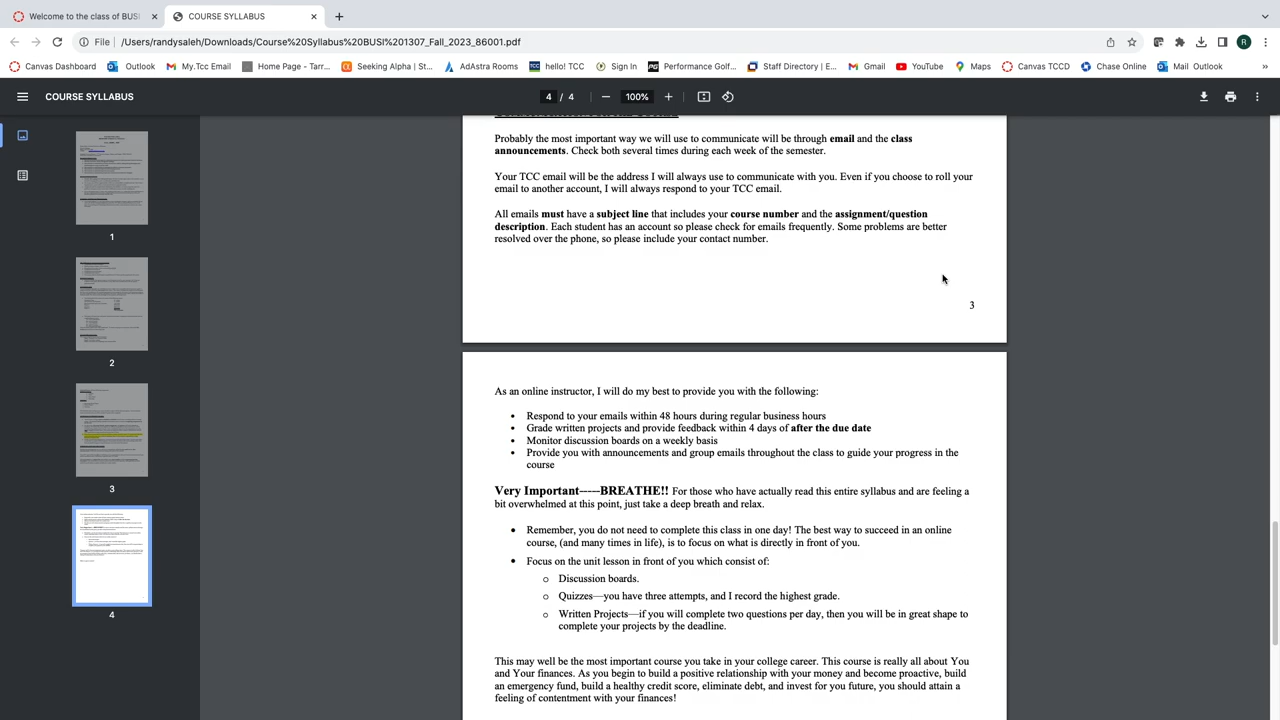 Welcome to the class of BUSI
COURSE SYLLABUS
File
/Users/randysaleh/Downloads/Course%20Syllabus%20BUSI%201307_Fall_2023_86001.pdf
R
Canvas Dashboard
Outlook
My.Tcc Email
Home Page - Tarr...
Seeking Alpha | St...
AdAstra Rooms
hello! TCC
Sign In
Performance Golf...
Staff Directory | E...
Gmail
YouTube
Maps
Canvas TCCD
Chase Online
Mail Outlook
COURSE SYLLABUS
4 / 4
100%
1
2
3
4
Probably the most important way we will use to communicate will be through email and the class
announcements. Check both several times during each week of the semester.
Your TCC email will be the address I will always use to communicate with you. Even if you choose to roll your
email to another account, I will always respond to your TCC email.
All emails must have a subject line that includes your course number and the assignment/question
description. Each student has an account so please check for emails frequently. Some problems are better
resolved over the phone, so please include your contact number.
3
As an online instructor, I will do my best to provide you with the following:
• Respond to your emails within 48 hours during regular business hours
• Grade written projects and provide feedback within 4 days of after the due date
• Monitor discussion boards on a weekly basis
• Provide you with announcements and group emails throughout the class to guide your progress in the
course
Very Important-----BREATHE!! For those who have actually read this entire syllabus and are feeling a
bit overwhelmed at this point, just take a deep breath and relax.
• Remember, you do not need to complete this class in one day! The best way to succeed in an online
course, (and many times in life), is to focus on what is directly in front of you.
• Focus on the unit lesson in front of you which consist of:
o Discussion boards.
o Quizzes—you have three attempts, and I record the highest grade.
o Written Projects—if you will complete two questions per day, then you will be in great shape to
complete your projects by the deadline.
This may well be the most important course you take in your college career. This course is really all about You
and Your finances. As you begin to build a positive relationship with your money and become proactive, build
an emergency fund, build a healthy credit score, eliminate debt, and invest for you future, you should attain a
feeling of contentment with your finances!